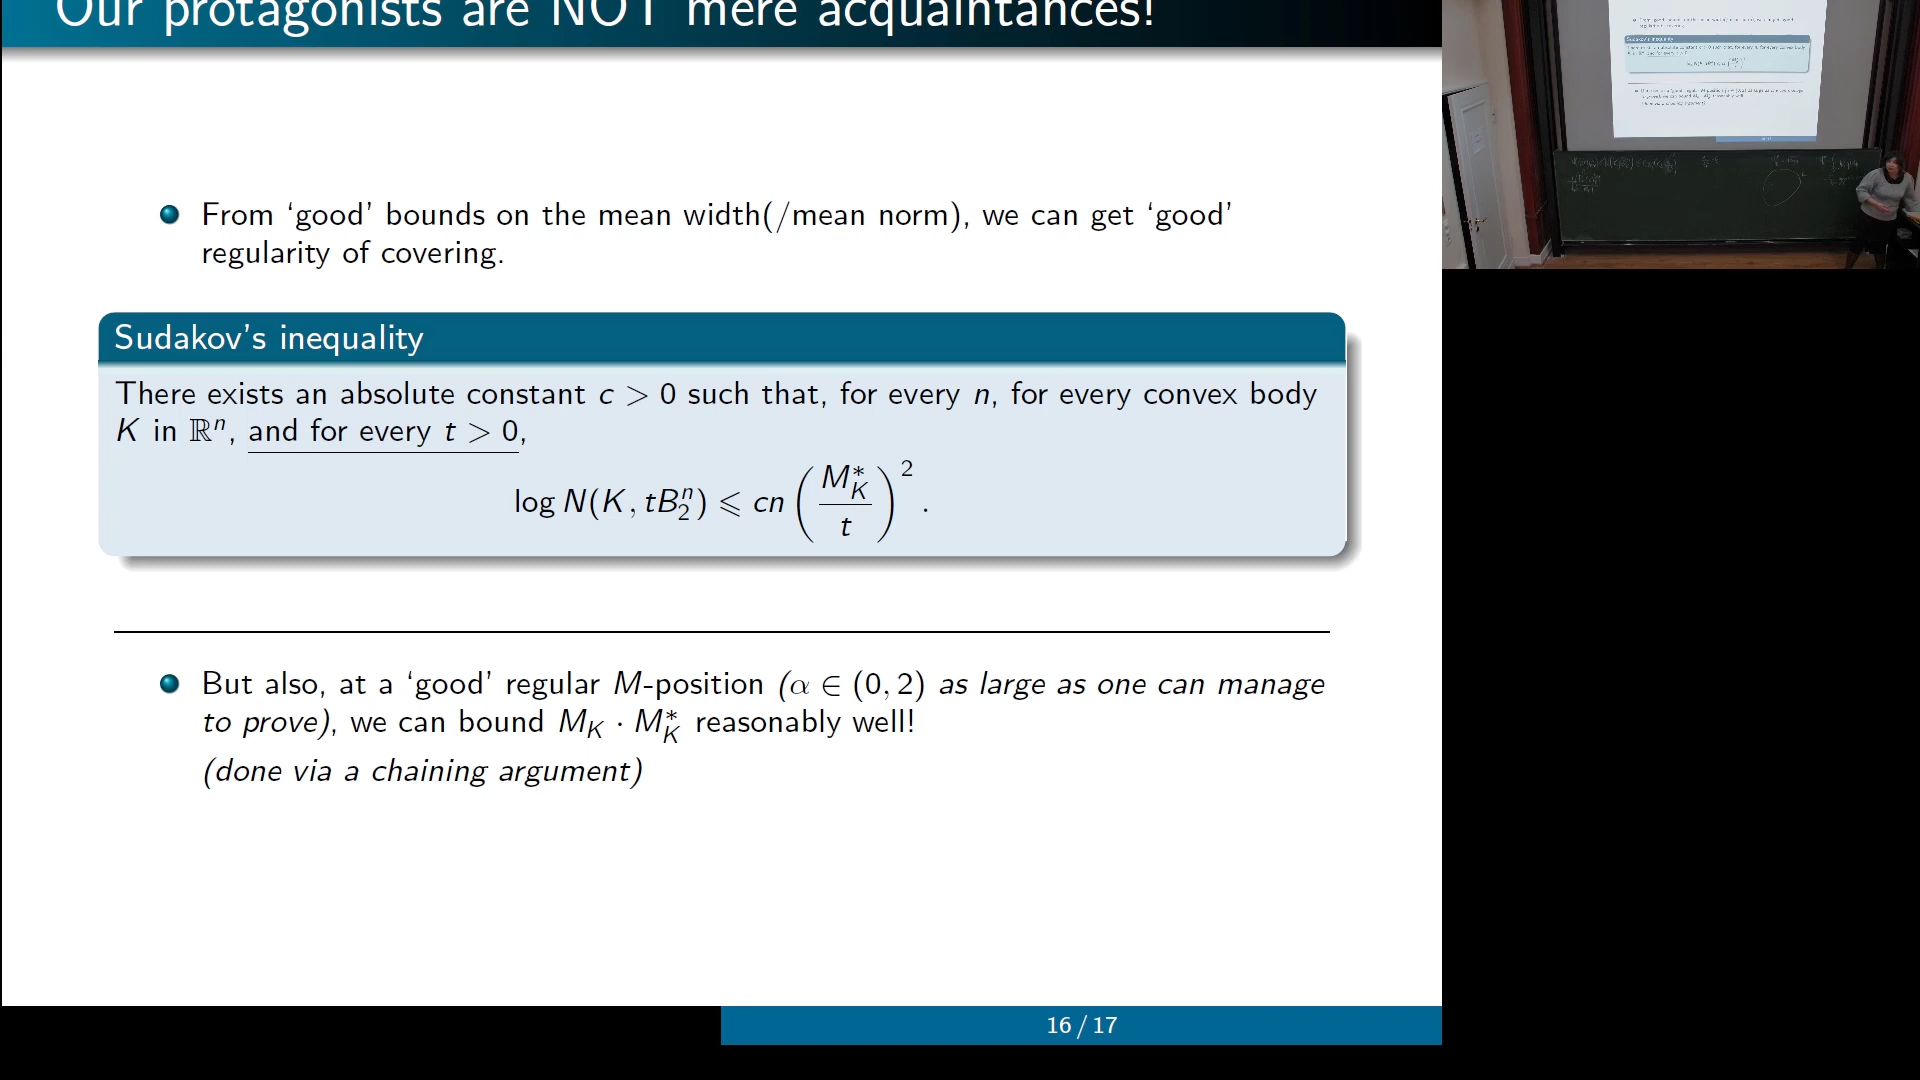 Our protagonists are NOT mere acquaintances!
From ‘good’ bounds on the mean width(/mean norm), we can get ‘good’
regularity of covering.
Sudakov’s inequality
There exists an absolute constant c > 0 such that, for every n, for every convex body
K in ℝⁿ, and for every t > 0,
log N(K, tB₂ⁿ) ⩽ cn (M*_K / t)² .
But also, at a ‘good’ regular M-position (α ∈ (0, 2) as large as one can manage
to prove), we can bound M_K · M*_K reasonably well!
(done via a chaining argument)
16 / 17